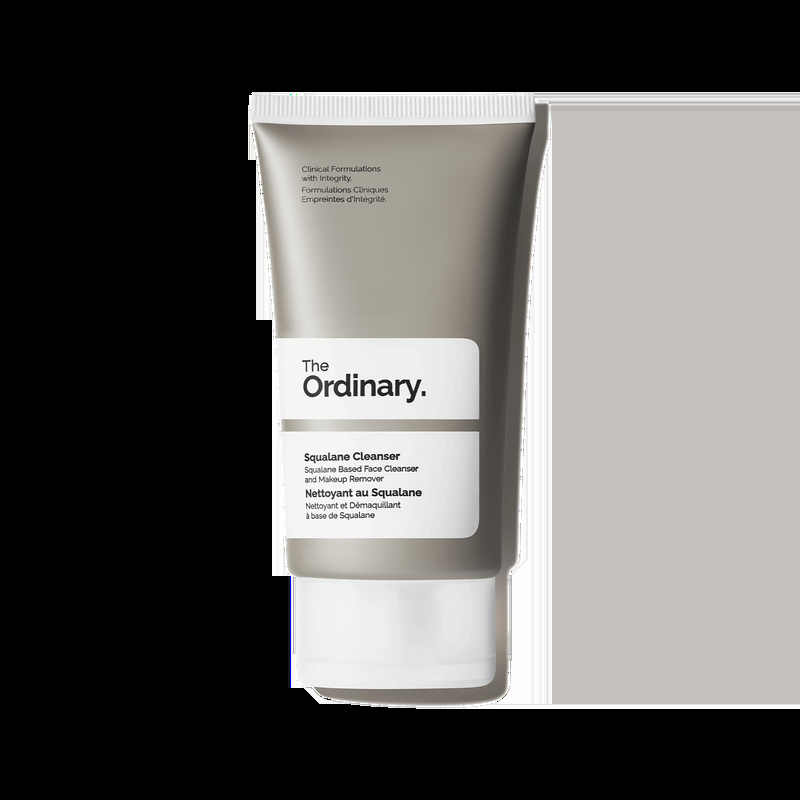 Clinical Formulations
with Integrity.
Formulations Cliniques
Empreintes d'Intégrité.
The
Ordinary.
Squalane Cleanser
Squalane Based Face Cleanser
and Makeup Remover
Nettoyant au Squalane
Nettoyant et Démaquillant
à base de Squalane